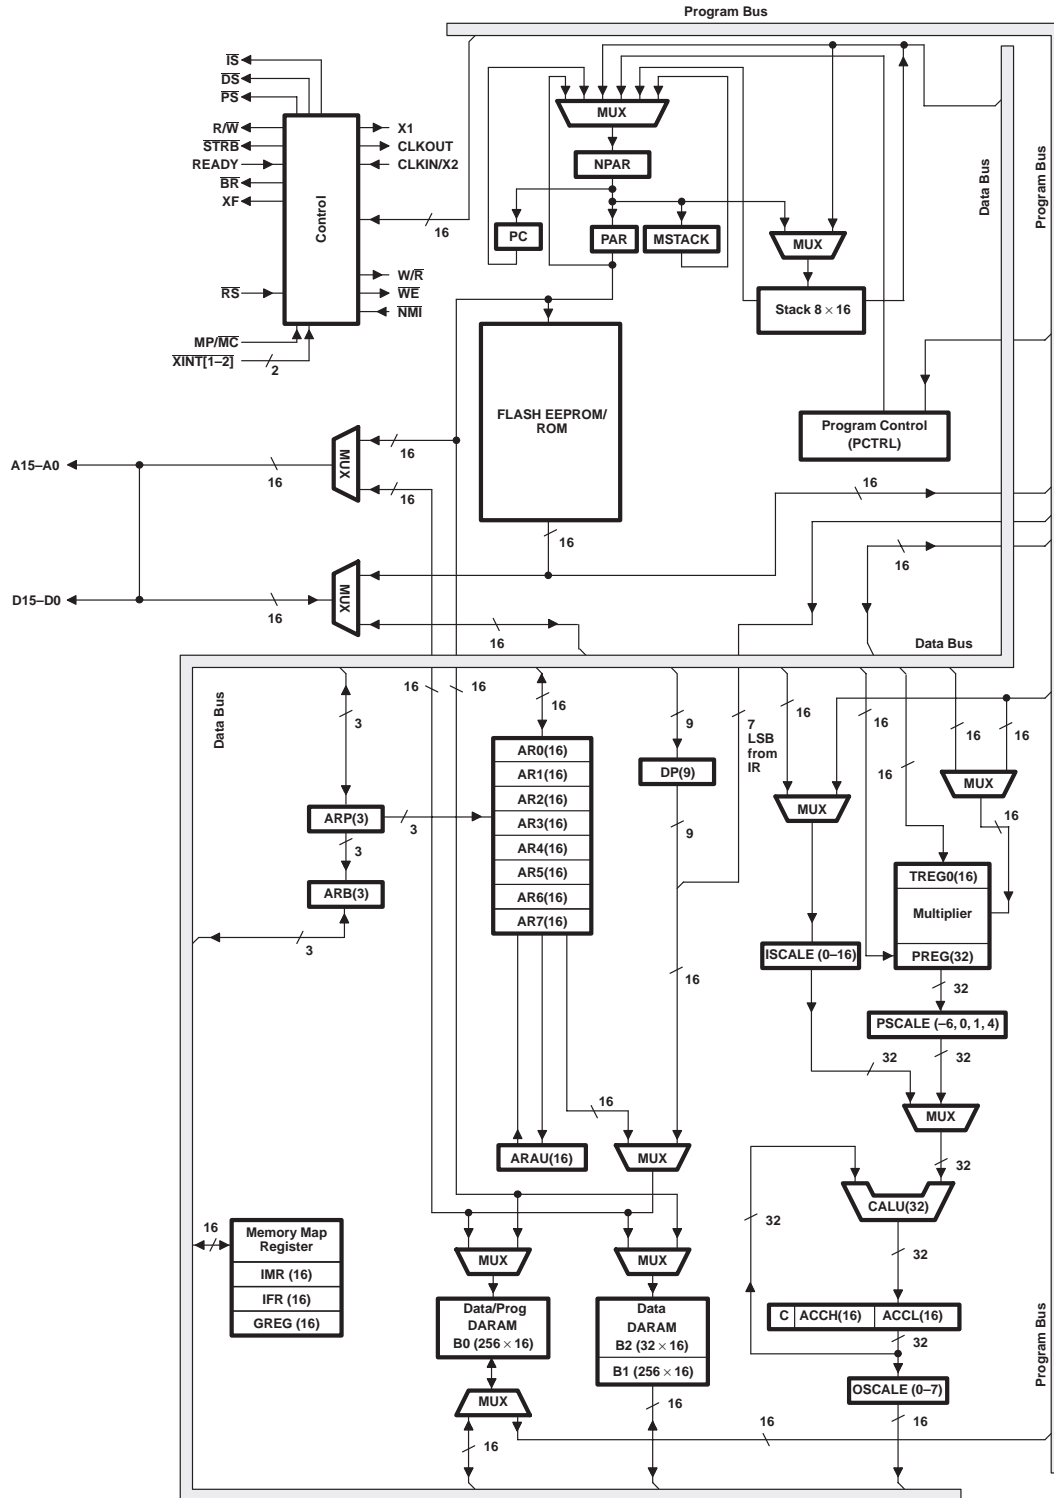 Program Bus
IS
DS
PS
R/W
STRB
READY
BR
XF
RS
MP/MC
XINT[1–2]
2
Control
X1
CLKOUT
CLKIN/X2
16
W/R
WE
NMI
MUX
NPAR
PC
PAR
MSTACK
MUX
Stack 8 × 16
Data Bus
Program Bus
FLASH EEPROM/
ROM
Program Control
(PCTRL)
A15–A0
16
MUX
16
16
16
16
D15–D0
16
MUX
16
16
Data Bus
Data Bus
3
16
16
16
9
7
LSB
from
IR
16
16
16
16
16
AR0(16)
AR1(16)
AR2(16)
AR3(16)
AR4(16)
AR5(16)
AR6(16)
AR7(16)
DP(9)
9
MUX
MUX
16
ARP(3)
3
3
ARB(3)
3
TREG0(16)
Multiplier
PREG(32)
ISCALE (0–16)
16
32
PSCALE (–6, 0, 1, 4)
32
32
16
MUX
ARAU(16)
MUX
32
CALU(32)
32
32
16
Memory Map
Register
IMR (16)
IFR (16)
GREG (16)
MUX
MUX
Data/Prog
DARAM
B0 (256 × 16)
Data
DARAM
B2 (32 × 16)
B1 (256 × 16)
C ACCH(16) ACCL(16)
32
OSCALE (0–7)
MUX
16
16
16
16
Program Bus